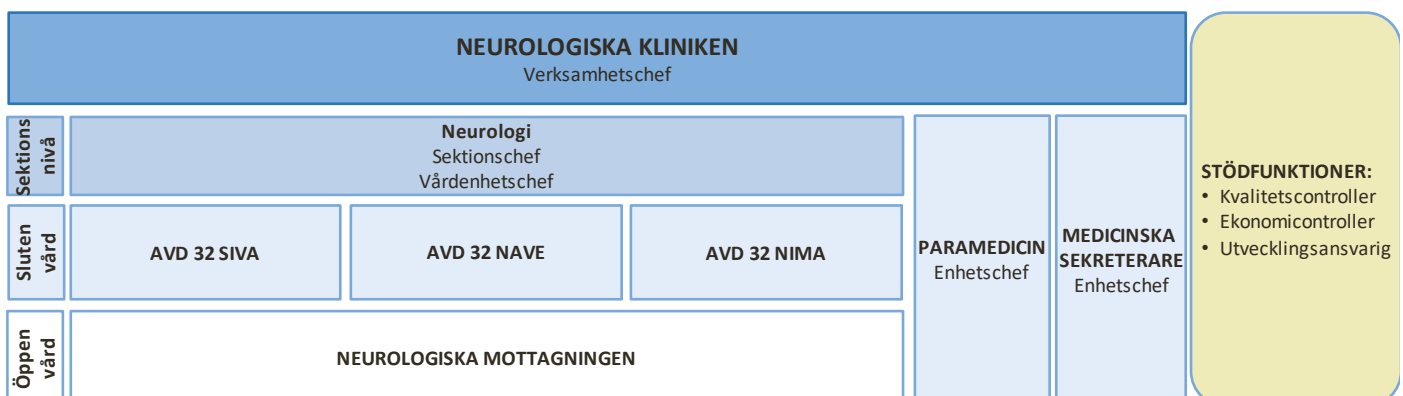 NEUROLOGISKA KLINIKEN
Verksamhetschef
Sektions
nivå
Neurologi
Sektionschef
Vårdenhetschef
Sluten
vård
AVD 32 SIVA
AVD 32 NAVE
AVD 32 NIMA
Öppen
vård
NEUROLOGISKA MOTTAGNINGEN
PARAMEDICIN
Enhetschef
MEDICINSKA
SEKRETERARE
Enhetschef
STÖDFUNKTIONER:
• Kvalitetscontroller
• Ekonomicontroller
• Utvecklingsansvarig